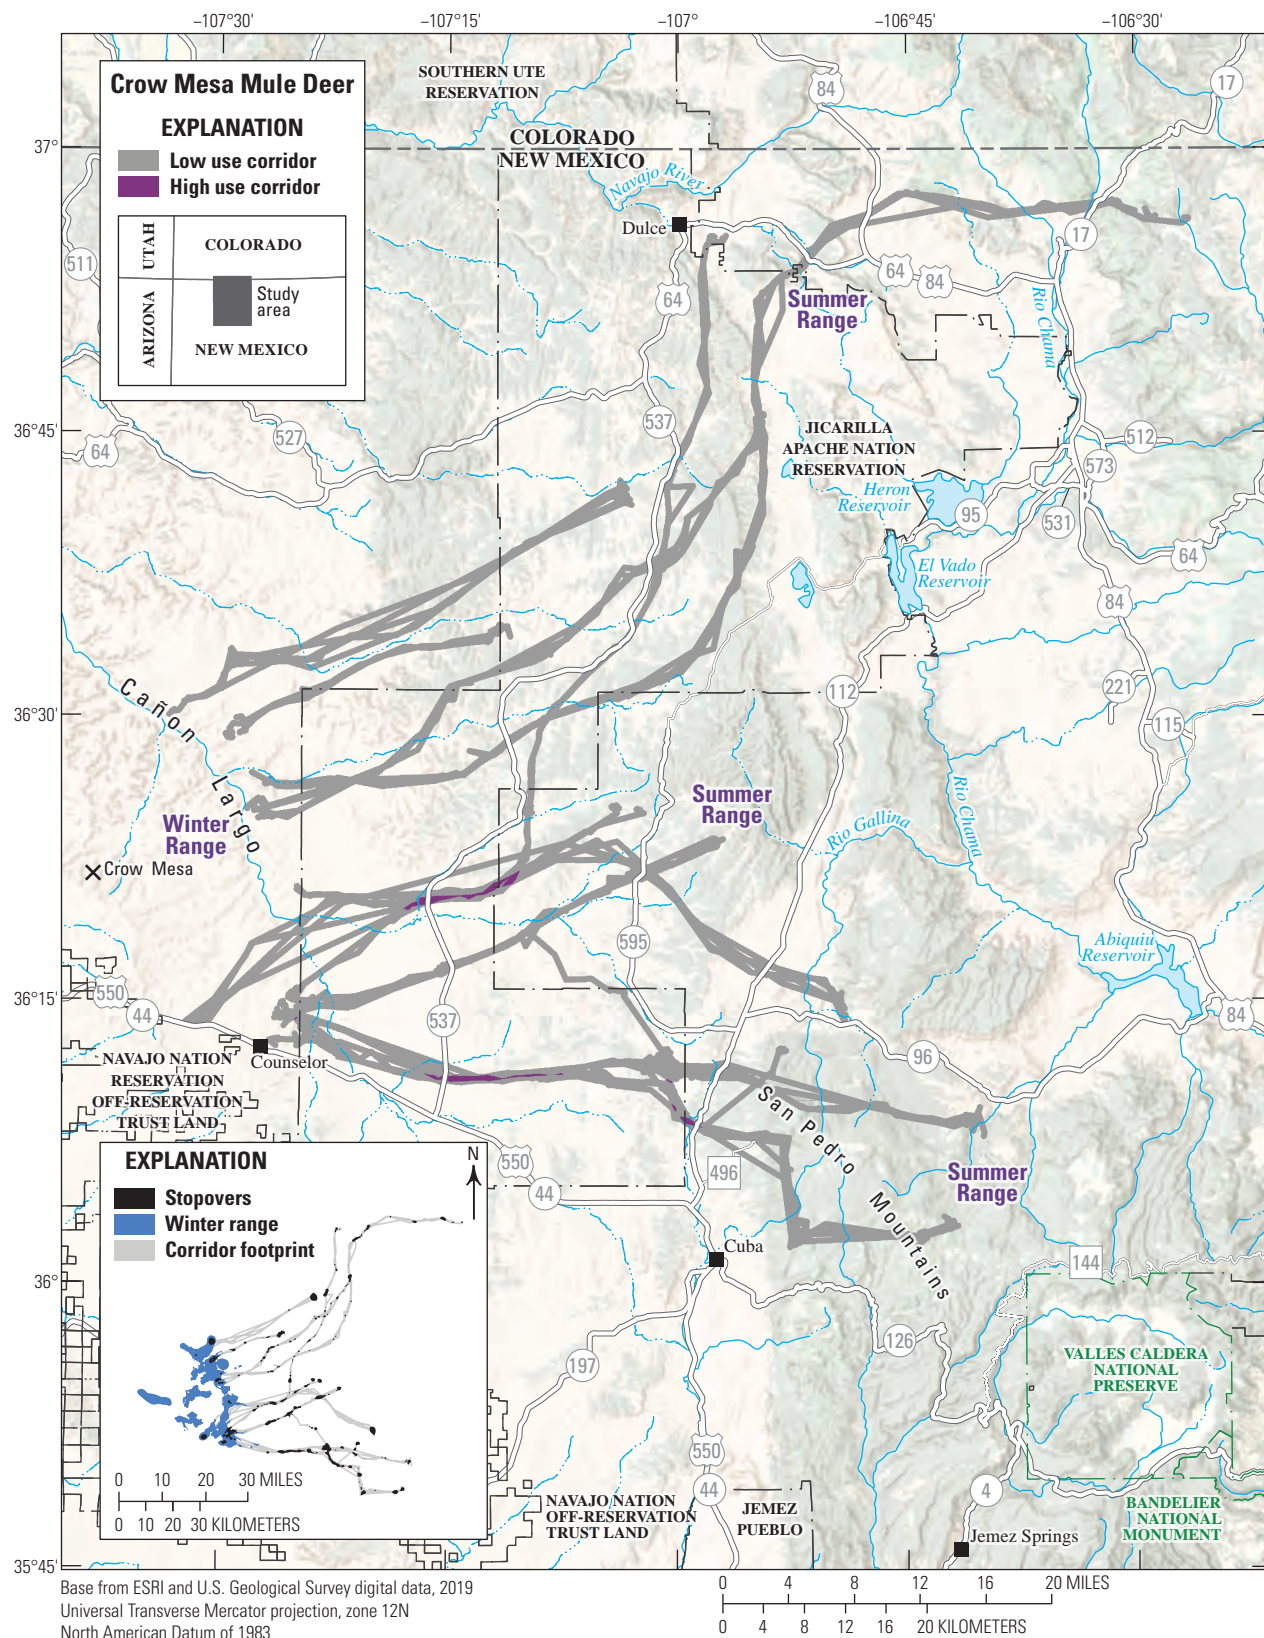 −107°30'
−107°15'
−107°
−106°45'
−106°30'
37°
36°45'
36°30'
36°15'
36°
35°45'
Crow Mesa Mule Deer
EXPLANATION
Low use corridor
High use corridor
UTAH
COLORADO
ARIZONA
NEW MEXICO
Study
area
SOUTHERN UTE
RESERVATION
COLORADO
NEW MEXICO
Navajo River
84
17
Dulce
17
511
64
64
84
Summer
Range
Rio Chama
537
527
64
JICARILLA
APACHE NATION
RESERVATION
512
573
Heron
Reservoir
95
531
64
El Vado
Reservoir
84
Cañon
Largo
112
221
115
Winter
Range
Crow Mesa
Summer
Range
Rio Gallina
Rio Chama
595
Abiquiu
Reservoir
550
44
537
84
Counselor
96
NAVAJO NATION
RESERVATION
OFF-RESERVATION
TRUST LAND
San Pedro
Mountains
550
44
496
Summer
Range
Cuba
144
EXPLANATION
Stopovers
Winter range
Corridor footprint
N
0 10 20 30 MILES
0 10 20 30 KILOMETERS
126
197
VALLES CALDERA
NATIONAL
PRESERVE
550
44
4
NAVAJO NATION
OFF-RESERVATION
TRUST LAND
JEMEZ
PUEBLO
BANDELIER
NATIONAL
MONUMENT
Jemez Springs
Base from ESRI and U.S. Geological Survey digital data, 2019
Universal Transverse Mercator projection, zone 12N
North American Datum of 1983
0 4 8 12 16 20 MILES
0 4 8 12 16 20 KILOMETERS